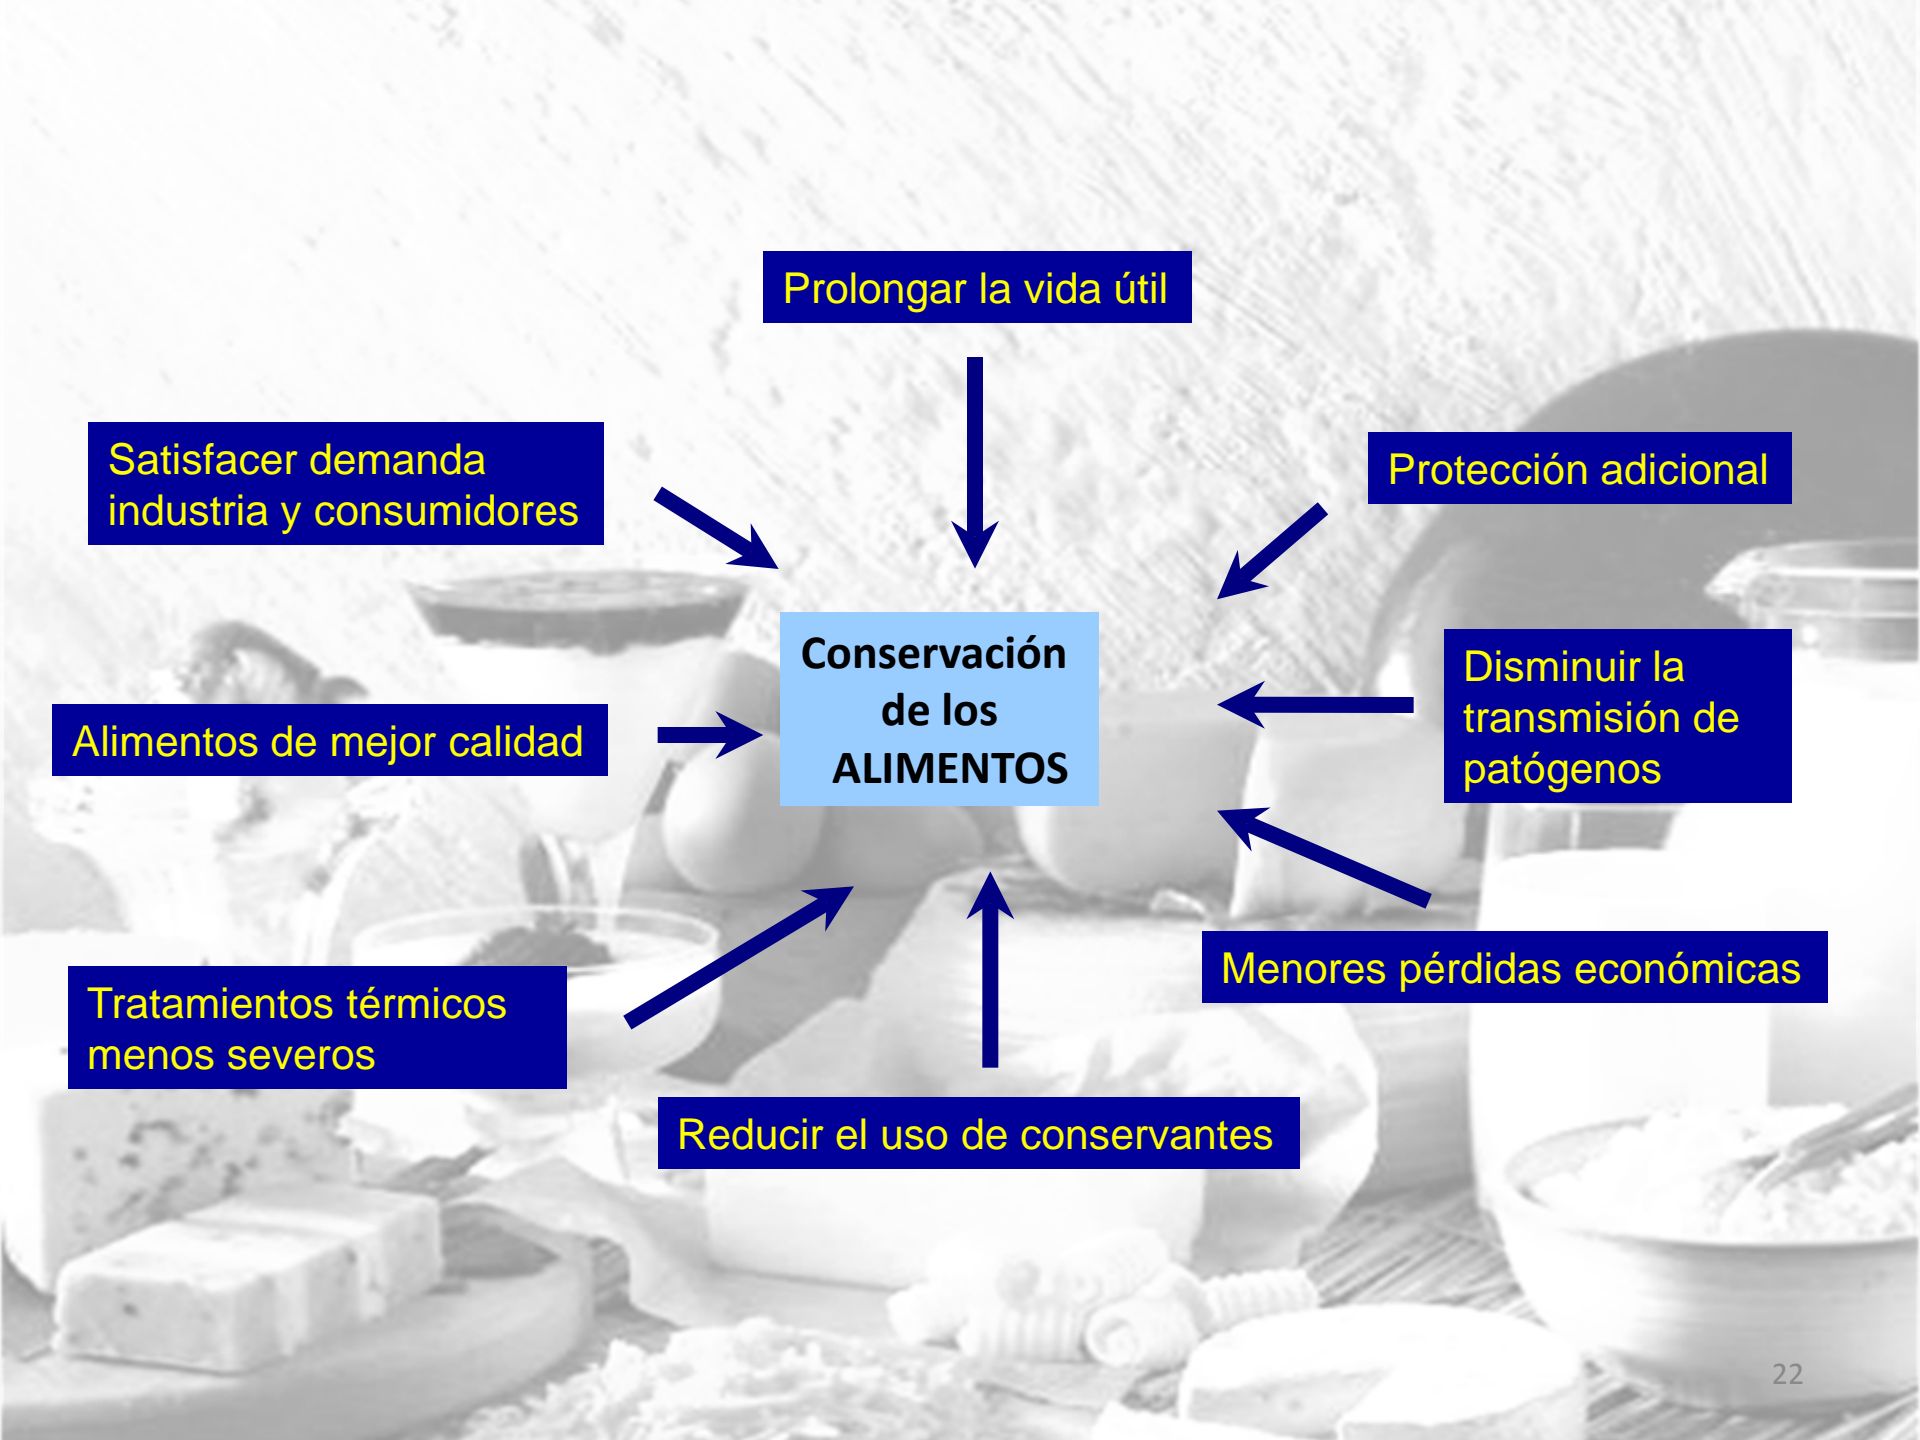 Prolongar la vida útil
Satisfacer demanda
industria y consumidores
Protección adicional
Conservación
de los
ALIMENTOS
Disminuir la
transmisión de
patógenos
Alimentos de mejor calidad
Menores pérdidas económicas
Tratamientos térmicos
menos severos
Reducir el uso de conservantes
22